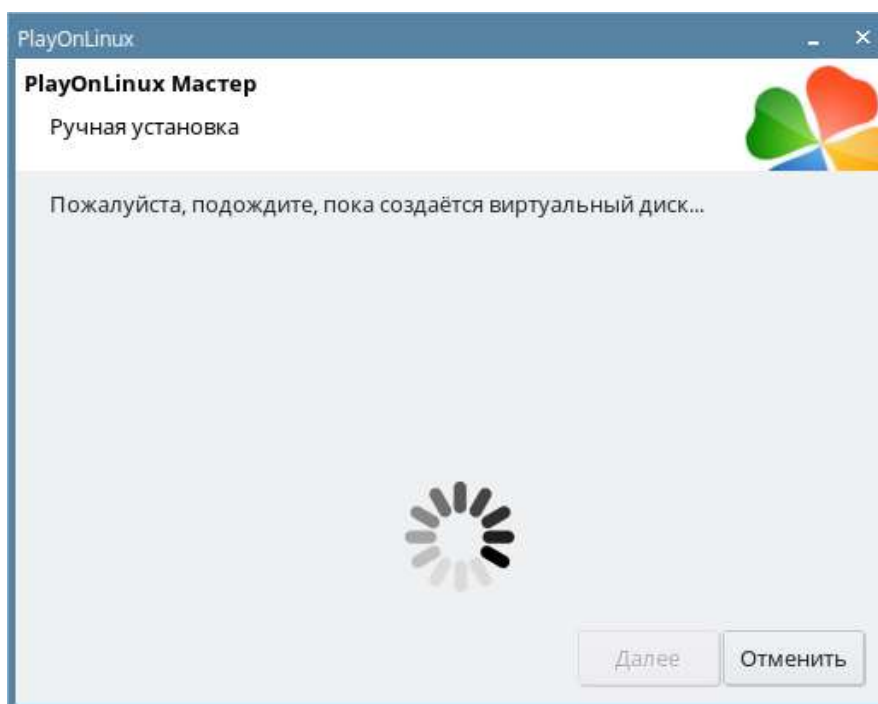 PlayOnLinux
PlayOnLinux Мастер
Ручная установка
Пожалуйста, подождите, пока создаётся виртуальный диск...
Далее
Отменить